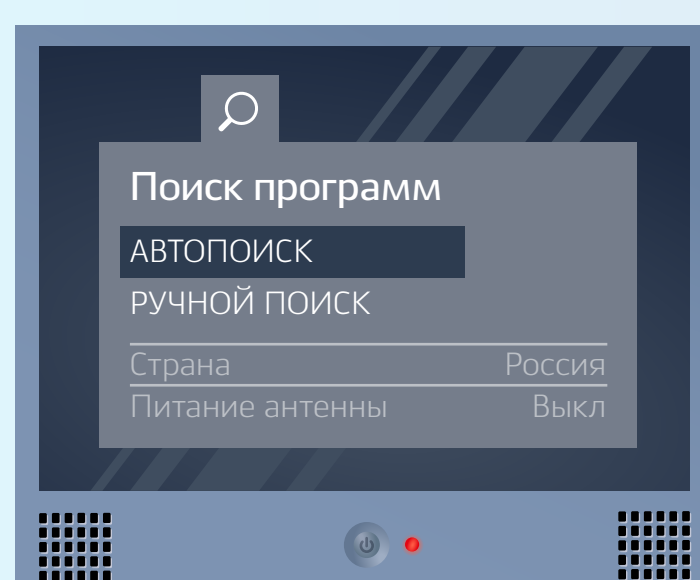 Поиск программ
АВТОПОИСК
РУЧНОЙ ПОИСК
Страна Россия
Питание антенны Выкл